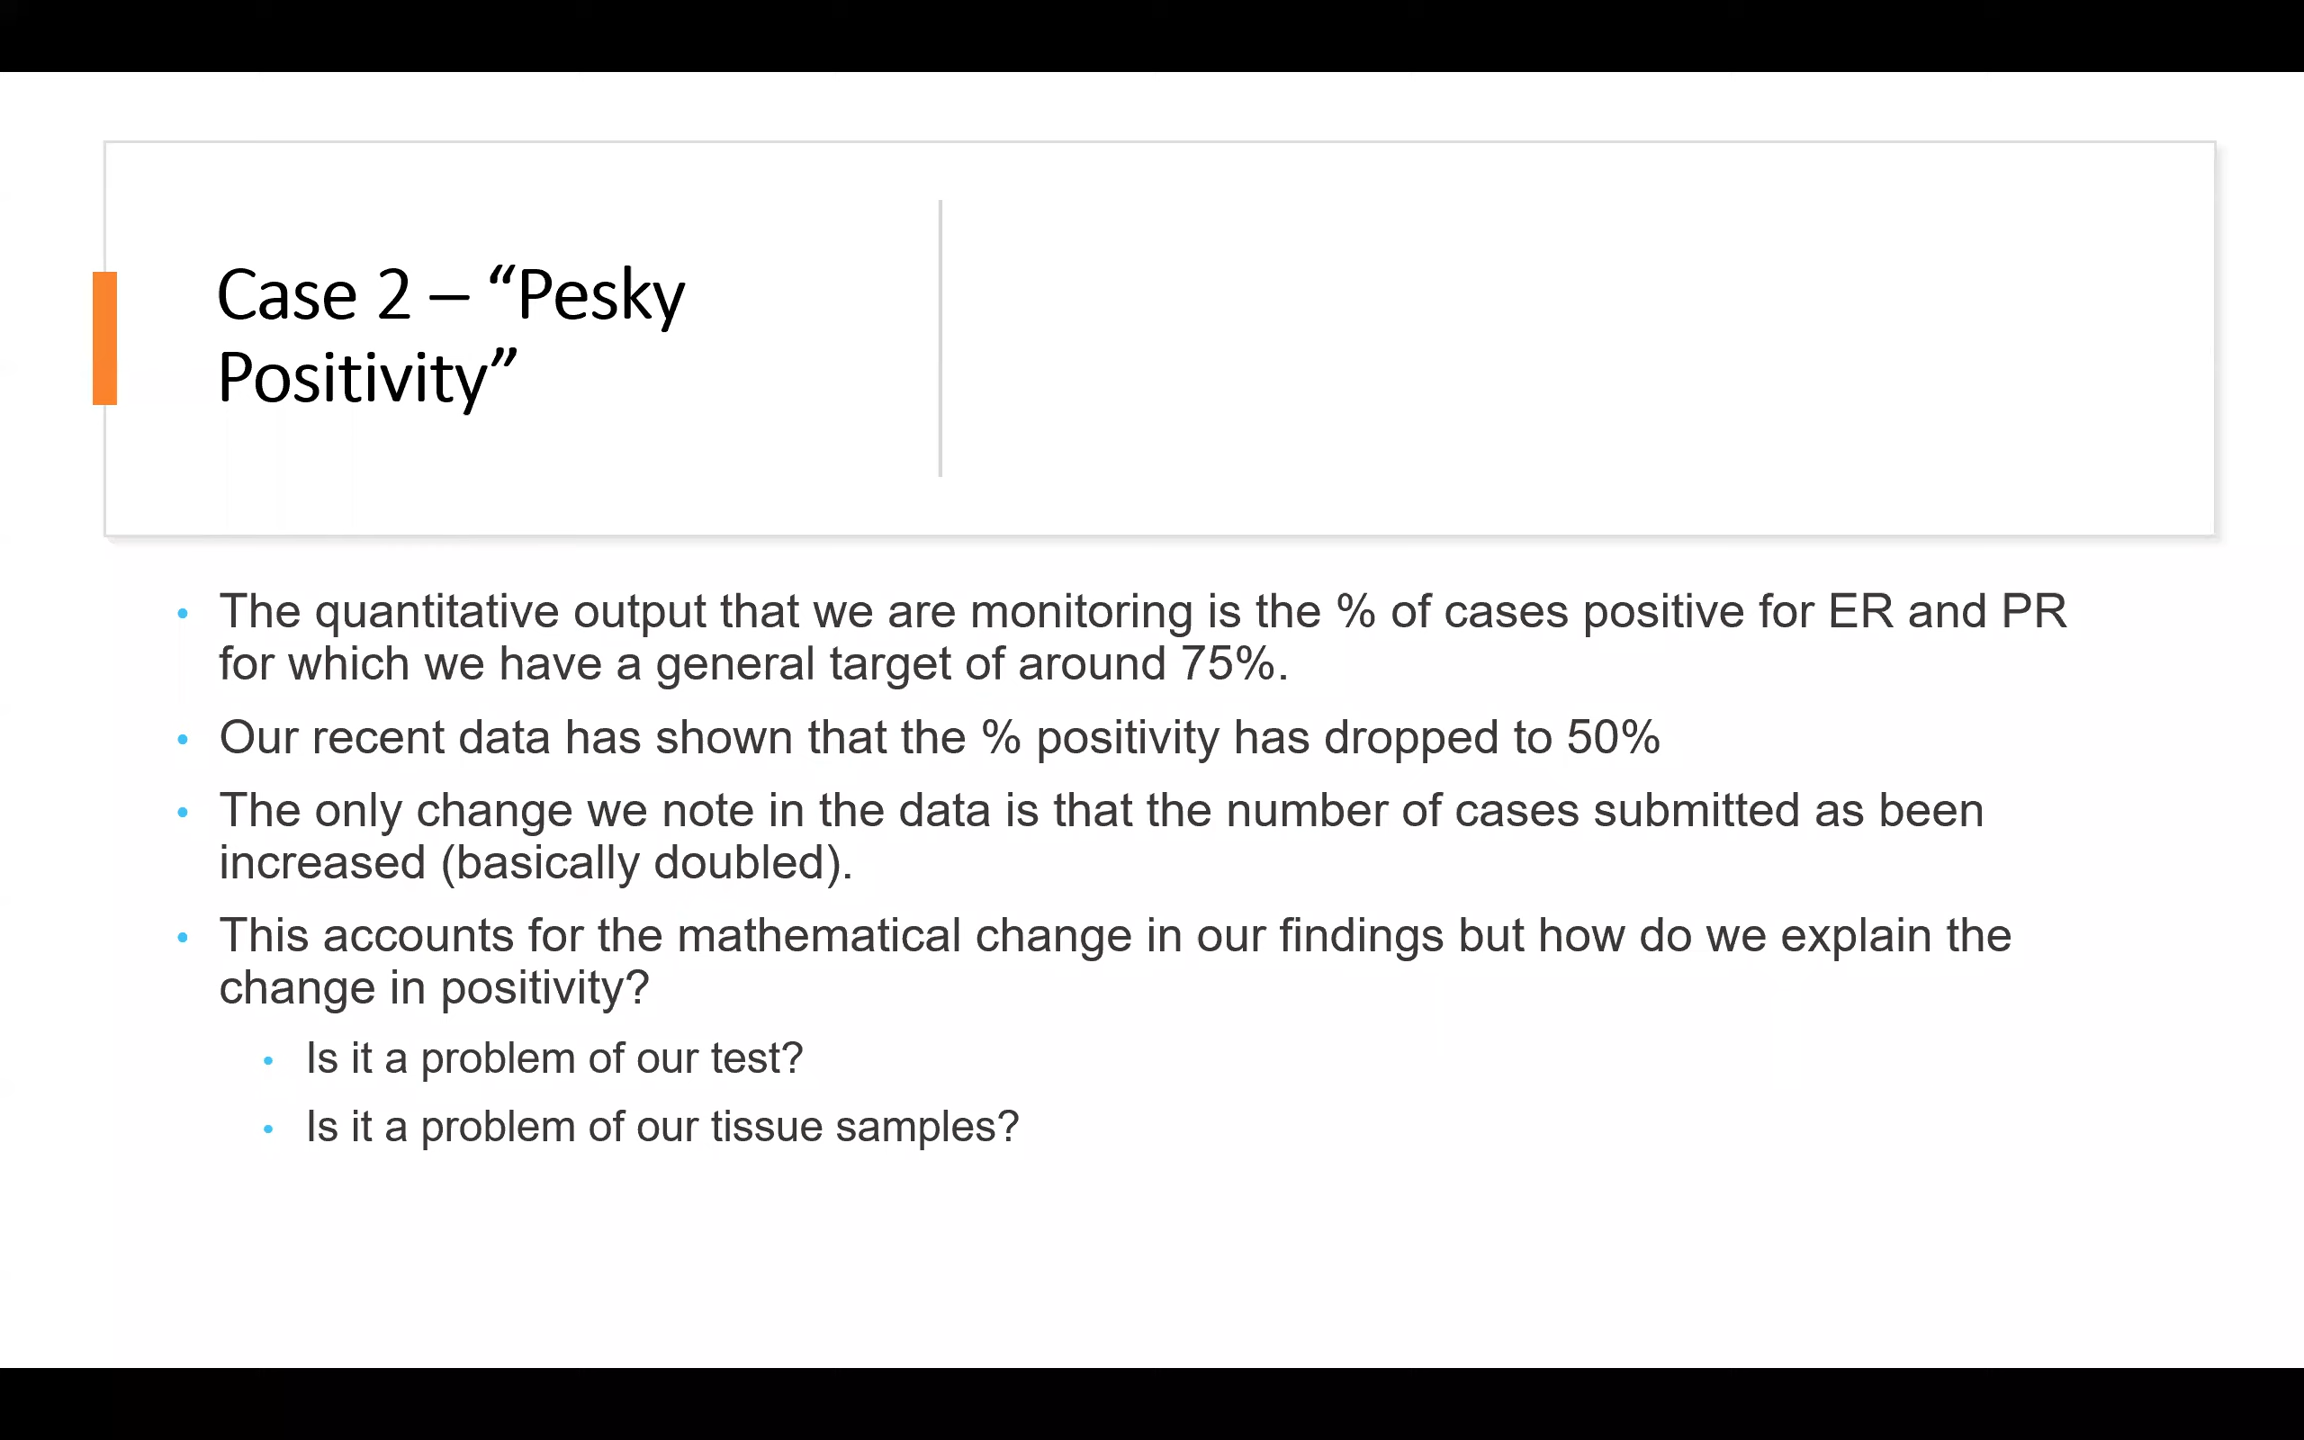 Case 2 – “Pesky
Positivity”
• The quantitative output that we are monitoring is the % of cases positive for ER and PR
for which we have a general target of around 75%.
• Our recent data has shown that the % positivity has dropped to 50%
• The only change we note in the data is that the number of cases submitted as been
increased (basically doubled).
• This accounts for the mathematical change in our findings but how do we explain the
change in positivity?
• Is it a problem of our test?
• Is it a problem of our tissue samples?